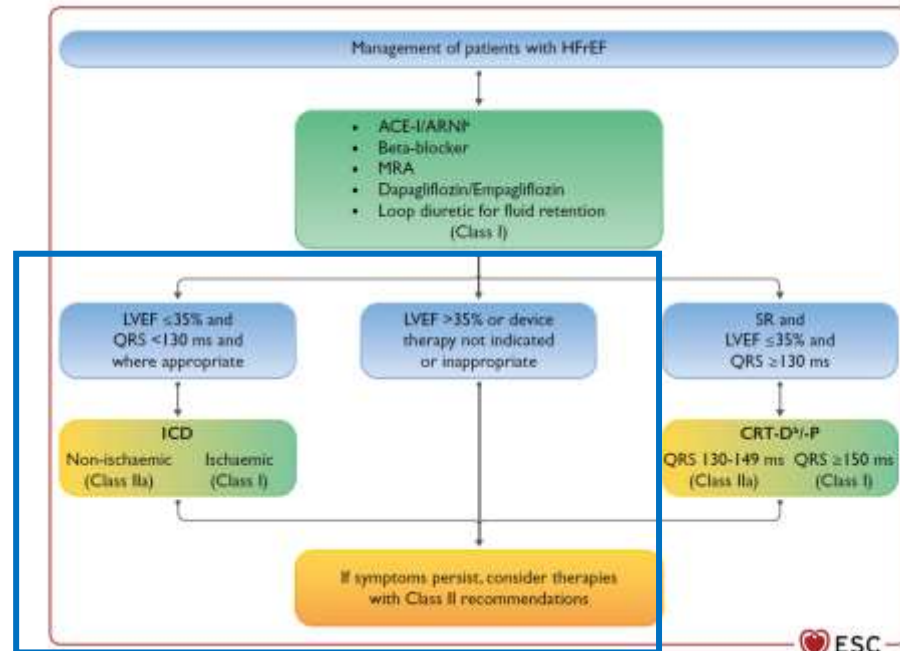 Management of patients with HFrEF
• ACE-I/ARNIᵃ
• Beta-blocker
• MRA
• Dapagliflozin/Empagliflozin
• Loop diuretic for fluid retention
(Class I)
LVEF ≤35% and
QRS <130 ms and
where appropriate
LVEF >35% or device
therapy not indicated
or inappropriate
SR and
LVEF ≤35% and
QRS ≥130 ms
ICD
Non-ischaemic Ischaemic
(Class IIa) (Class I)
CRT-Dᵇ/-P
QRS 130-149 ms QRS ≥150 ms
(Class IIa) (Class I)
If symptoms persist, consider therapies
with Class II recommendations
ESC